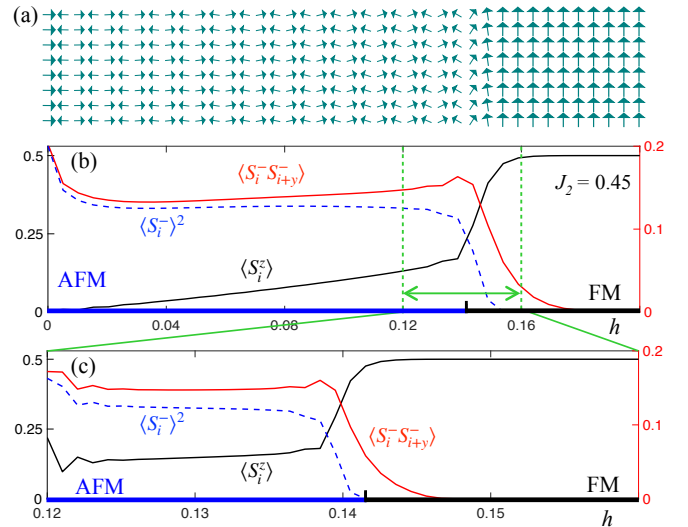 (a)
(b)
0.5
0.2
⟨S_i^- S_{i+y}^-⟩
J_2 = 0.45
⟨S_i^-⟩^2
0.25
0.1
⟨S_i^z⟩
AFM
FM
0
0
0
0.04
0.08
0.12
0.16
h
(c)
0.5
0.2
⟨S_i^-⟩^2
⟨S_i^- S_{i+y}^-⟩
0.25
0.1
⟨S_i^z⟩
AFM
FM
0
0
0.12
0.13
0.14
0.15
h